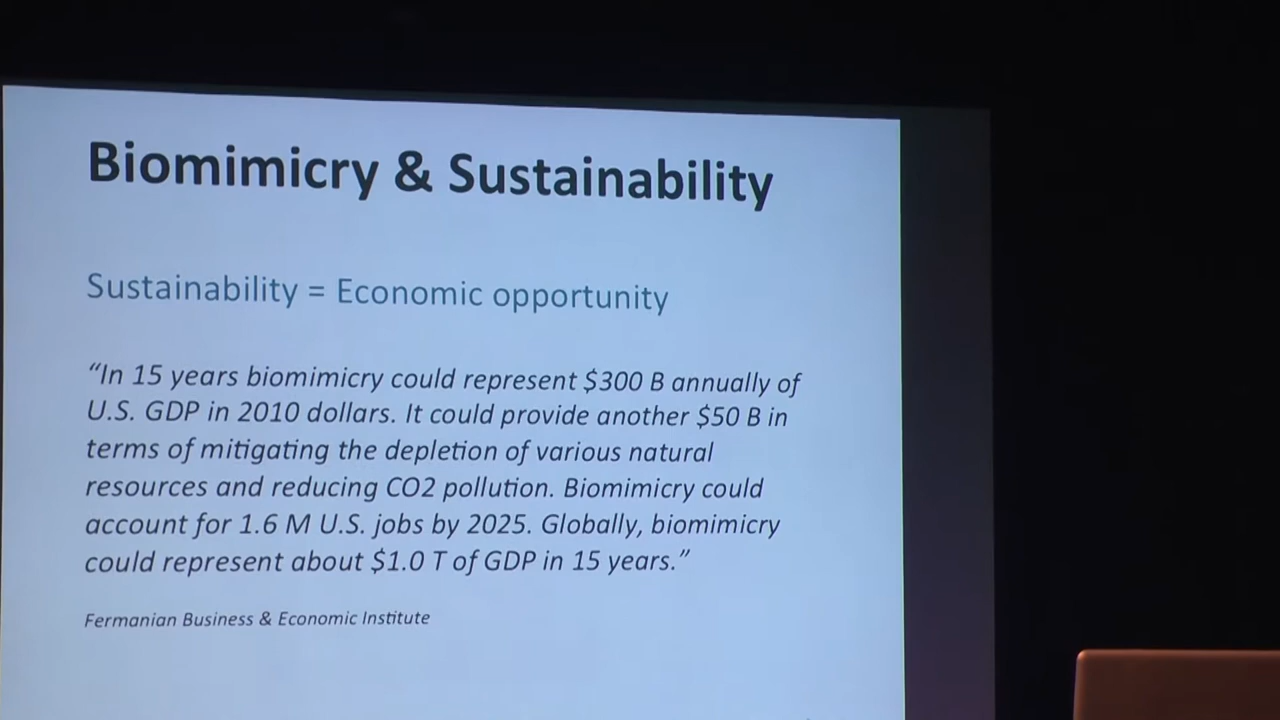 Biomimicry & Sustainability
Sustainability = Economic opportunity
“In 15 years biomimicry could represent $300 B annually of
U.S. GDP in 2010 dollars. It could provide another $50 B in
terms of mitigating the depletion of various natural
resources and reducing CO2 pollution. Biomimicry could
account for 1.6 M U.S. jobs by 2025. Globally, biomimicry
could represent about $1.0 T of GDP in 15 years.”
Fermanian Business & Economic Institute